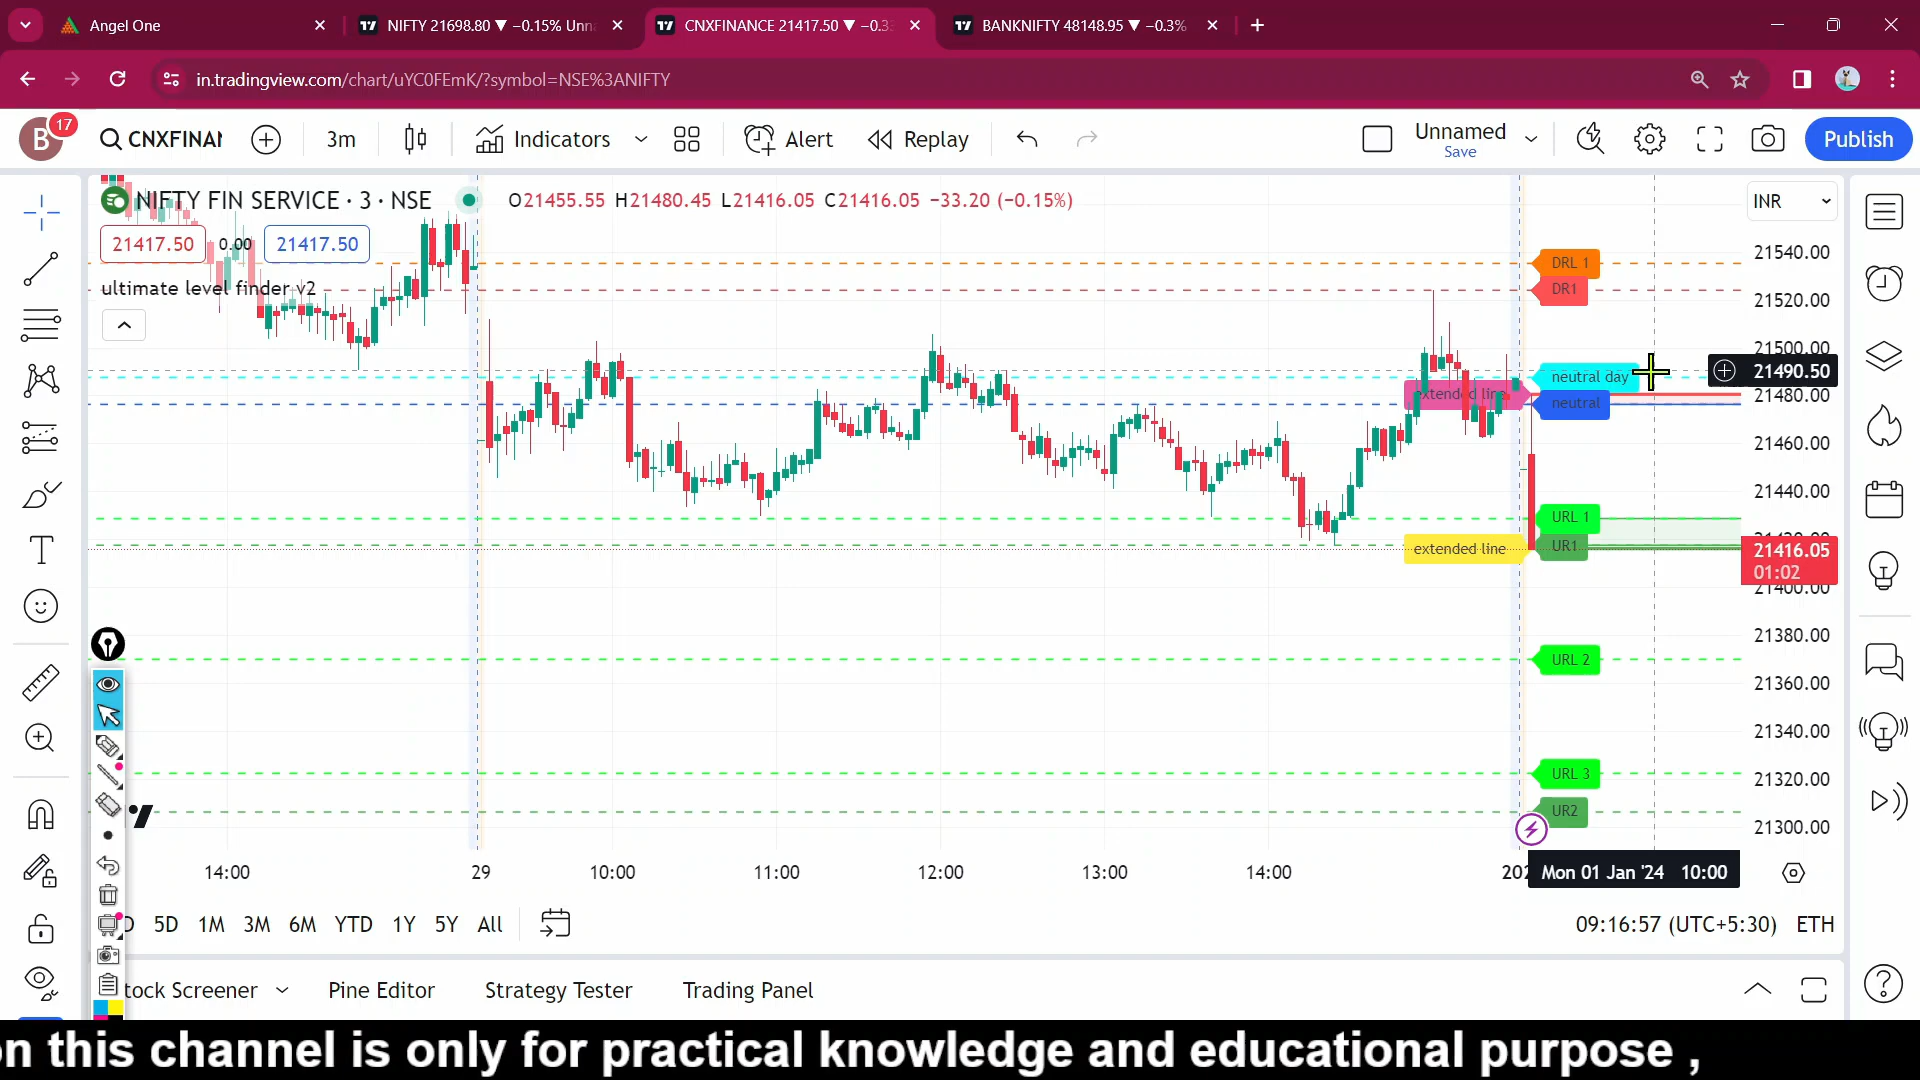 Angel One
NIFTY 21698.80 ▼ −0.15% Unn
CNXFINANCE 21417.50 ▼ −0.3
BANKNIFTY 48148.95 ▼ −0.3%
in.tradingview.com/chart/uYC0FEmK/?symbol=NSE%3ANIFTY
B
17
CNXFINAN
3m
Indicators
Alert
Replay
Unnamed
Save
Publish
NIFTY FIN SERVICE · 3 · NSE
O21455.55 H21480.45 L21416.05 C21416.05 −33.20 (−0.15%)
INR
21417.50
0.00
21417.50
ultimate level finder v2
DRL 1
DR1
neutral day
extended line
neutral
URL 1
extended line
UR1
URL 2
URL 3
UR2
21540.00
21520.00
21500.00
21490.50
21480.00
21460.00
21440.00
21416.05
01:02
21400.00
21380.00
21360.00
21340.00
21320.00
21300.00
14:00
29
10:00
11:00
12:00
13:00
14:00
Mon 01 Jan '24 10:00
5D
1M
3M
6M
YTD
1Y
5Y
All
09:16:57 (UTC+5:30)
ETH
tock Screener
Pine Editor
Strategy Tester
Trading Panel
on this channel is only for practical knowledge and educational purpose ,